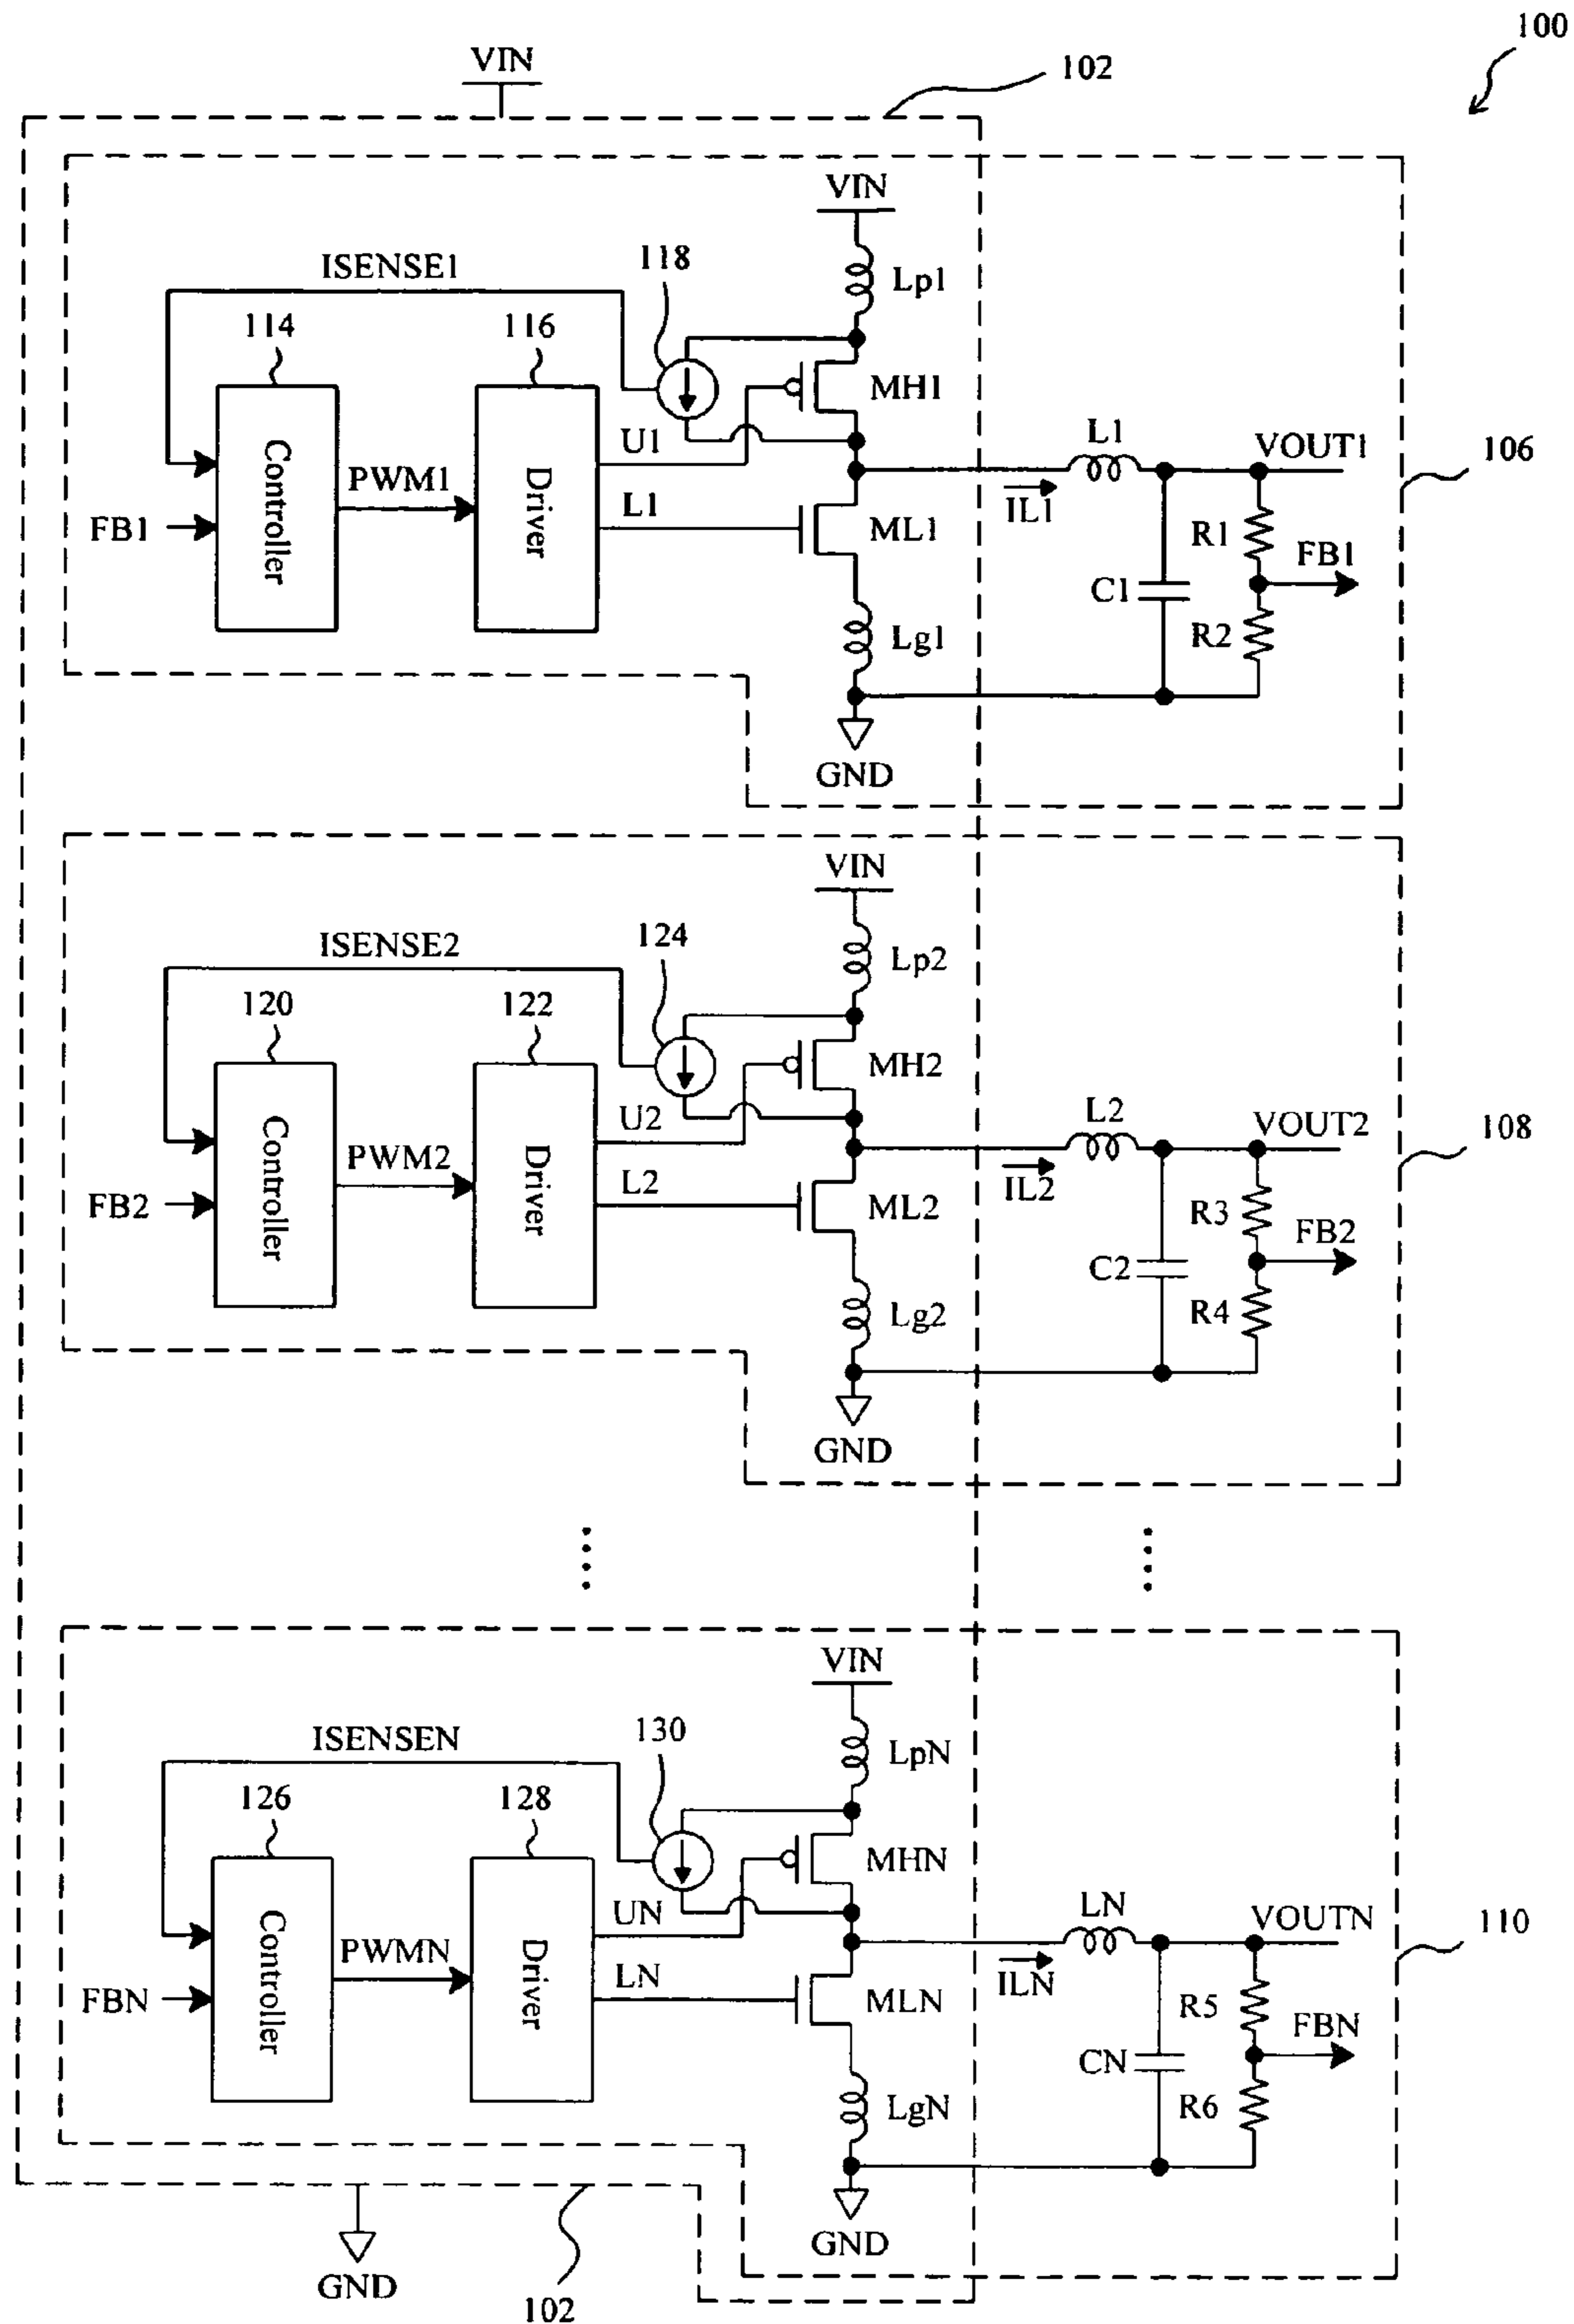 100
VIN
102
VIN
ISENSE1
118
Lp1
114
116
MH1
U1
L1
VOUT1
106
Controller
PWM1
Driver
IL1
FB1
L1
ML1
R1
FB1
C1
Lg1
R2
GND
VIN
ISENSE2
124
Lp2
120
122
MH2
U2
L2
VOUT2
108
Controller
PWM2
Driver
IL2
FB2
L2
ML2
R3
FB2
C2
Lg2
R4
GND
VIN
ISENSEN
130
LpN
126
128
MHN
UN
LN
VOUTN
110
Controller
PWMN
Driver
ILN
FBN
LN
MLN
R5
FBN
CN
LgN
R6
GND
GND
102